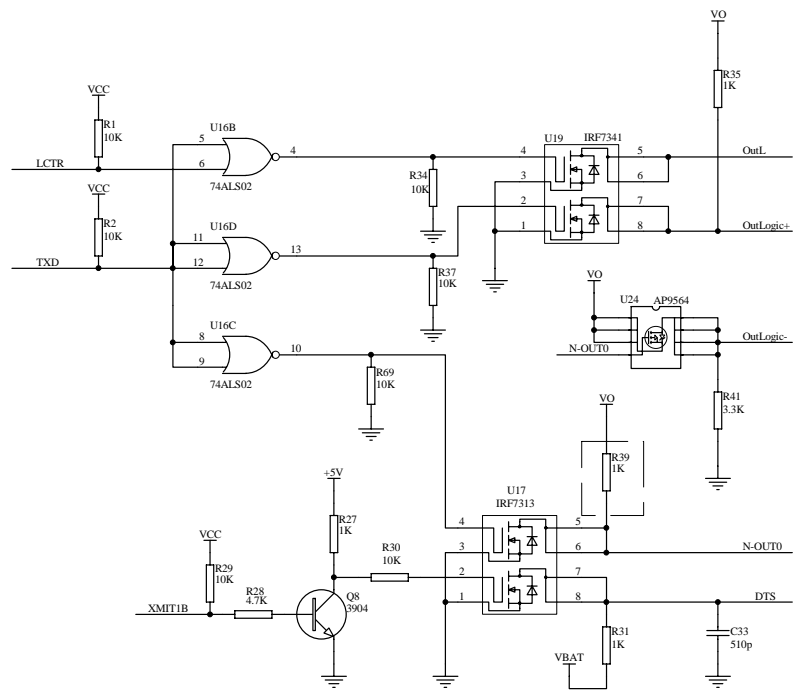 VO
R35
1K
VCC
R1
10K
U16B
5
4
6
LCTR
74ALS02
R34
10K
U19
IRF7341
4
5
3
6
2
7
1
8
OutL
OutLogic+
VCC
R2
10K
U16D
11
13
12
TXD
74ALS02
R37
10K
VO
U24
AP9564
N-OUT0
OutLogic-
R41
3.3K
U16C
8
10
9
74ALS02
R69
10K
VO
R39
1K
U17
IRF7313
4
5
3
6
2
7
1
8
N-OUT0
DTS
+5V
R27
1K
VCC
R29
10K
R30
10K
R28
4.7K
XMIT1B
Q8
3904
R31
1K
VBAT
C33
510p